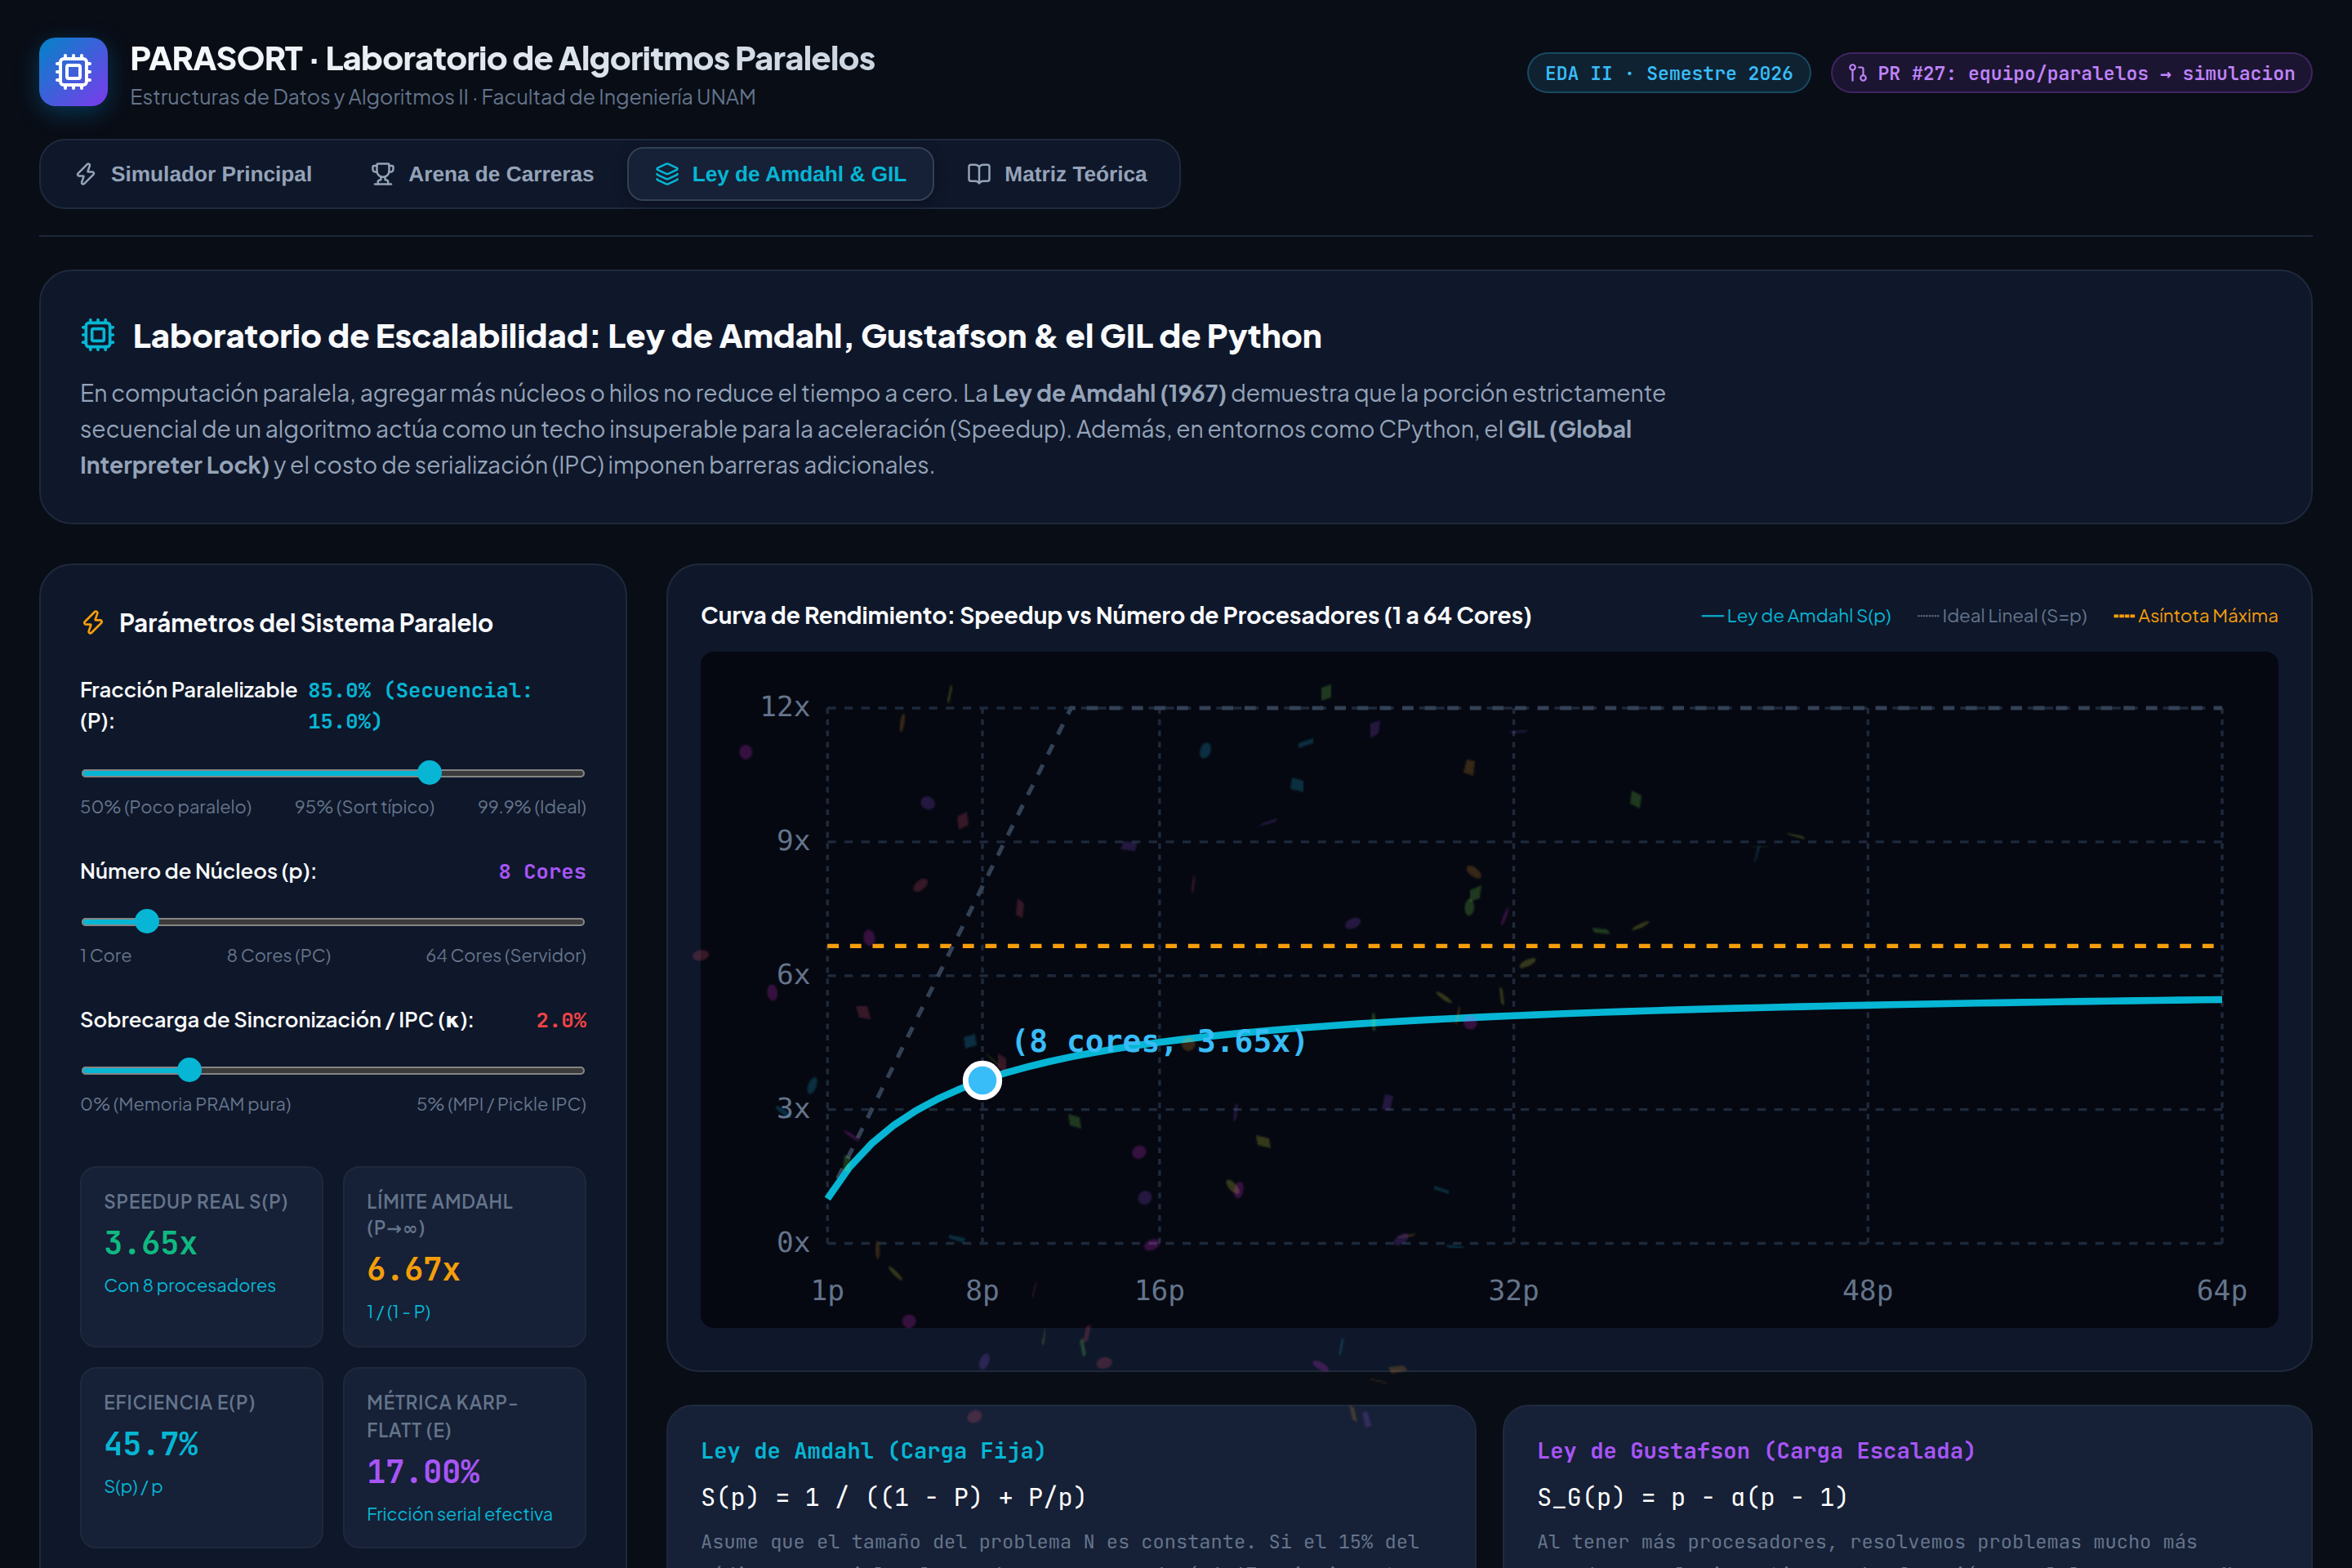 PARASORT · Laboratorio de Algoritmos Paralelos
Estructuras de Datos y Algoritmos II · Facultad de Ingeniería UNAM
EDA II · Semestre 2026
PR #27: equipo/paralelos → simulacion
Simulador Principal
Arena de Carreras
Ley de Amdahl & GIL
Matriz Teórica
Laboratorio de Escalabilidad: Ley de Amdahl, Gustafson & el GIL de Python
En computación paralela, agregar más núcleos o hilos no reduce el tiempo a cero. La Ley de Amdahl (1967) demuestra que la porción estrictamente
secuencial de un algoritmo actúa como un techo insuperable para la aceleración (Speedup). Además, en entornos como CPython, el GIL (Global
Interpreter Lock) y el costo de serialización (IPC) imponen barreras adicionales.
Parámetros del Sistema Paralelo
Fracción Paralelizable (P):
85.0% (Secuencial: 15.0%)
50% (Poco paralelo)
95% (Sort típico)
99.9% (Ideal)
Número de Núcleos (p):
8 Cores
1 Core
8 Cores (PC)
64 Cores (Servidor)
Sobrecarga de Sincronización / IPC (κ):
2.0%
0% (Memoria PRAM pura)
5% (MPI / Pickle IPC)
SPEEDUP REAL S(P)
3.65x
Con 8 procesadores
LÍMITE AMDAHL
(P→∞)
6.67x
1 / (1 - P)
EFICIENCIA E(P)
45.7%
S(p) / p
MÉTRICA KARP-
FLATT (E)
17.00%
Fricción serial efectiva
Curva de Rendimiento: Speedup vs Número de Procesadores (1 a 64 Cores)
Ley de Amdahl S(p)
Ideal Lineal (S=p)
Asíntota Máxima
12x
9x
6x
3x
0x
(8 cores, 3.65x)
1p
8p
16p
32p
48p
64p
Ley de Amdahl (Carga Fija)
S(p) = 1 / ((1 - P) + P/p)
Asume que el tamaño del problema N es constante. Si el 15% del
Ley de Gustafson (Carga Escalada)
S_G(p) = p - α(p - 1)
Al tener más procesadores, resolvemos problemas mucho más